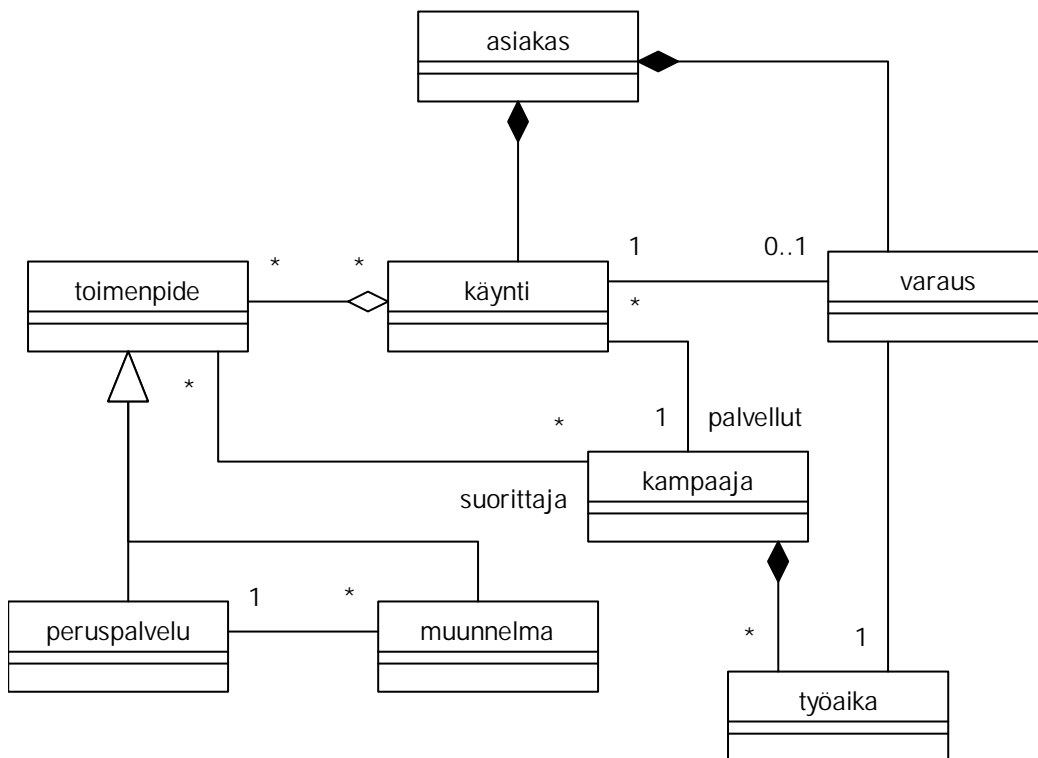 asiakas
1
0..1
*
*
toimenpide
käynti
varaus
*
*
*
1
palvellut
kampaaja
suorittaja
1
*
peruspalvelu
muunnelma
*
1
työaika